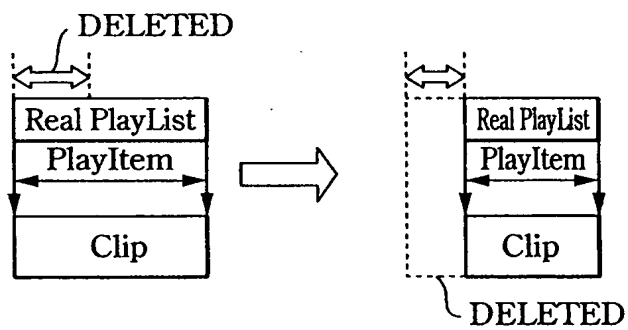 DELETED
Real PlayList
PlayItem
Clip
Real PlayList
PlayItem
Clip
DELETED